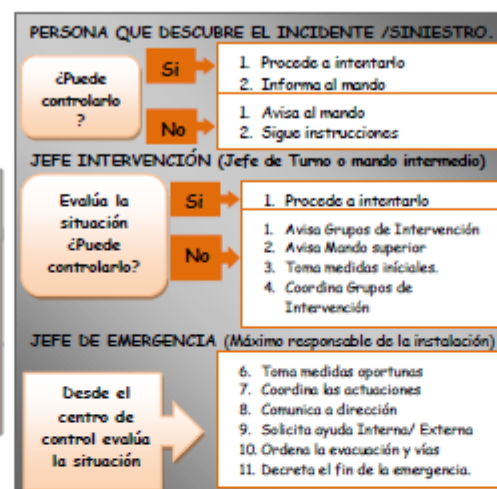 PERSONA QUE DESCUBRE EL INCIDENTE /SINIESTRO.
¿Puede
controlarlo
?
Si
1. Procede a intentarlo
2. Informa al mando
No
1. Avisa al mando
2. Sigue instrucciones
JEFE INTERVENCIÓN (Jefe de Turno o mando intermedio)
Evalúa la
situación
¿Puede
controlarlo?
Si
1. Procede a intentarlo
No
1. Avisa Grupos de Intervención
2. Avisa Mando superior
3. Toma medidas iníciales.
4. Coordina Grupos de
Intervención
JEFE DE EMERGENCIA (Máximo responsable de la instalación)
Desde el
centro de
control evalúa
la situación
6. Toma medidas oportunas
7. Coordina las actuaciones
8. Comunica a dirección
9. Solicita ayuda Interna/ Externa
10. Ordena la evacuación y vías
11. Decreta el fin de la emergencia.